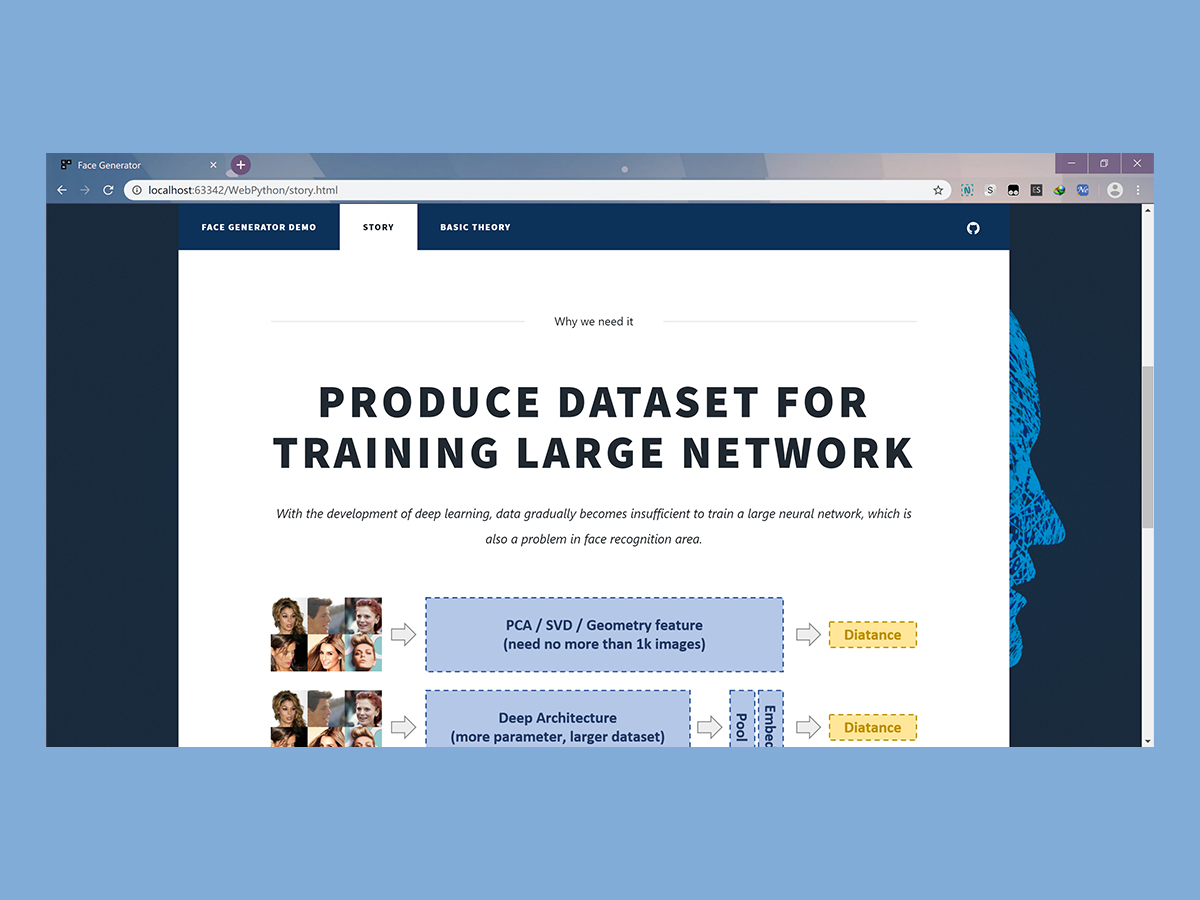 Face Generator
localhost:63342/WebPython/story.html
S
ES
FACE GENERATOR DEMO
STORY
BASIC THEORY
Why we need it
PRODUCE DATASET FOR
TRAINING LARGE NETWORK
With the development of deep learning, data gradually becomes insufficient to train a large neural network, which is
also a problem in face recognition area.
PCA / SVD / Geometry feature
(need no more than 1k images)
Diatance
Deep Architecture
(more parameter, larger dataset)
Pool
Diatance